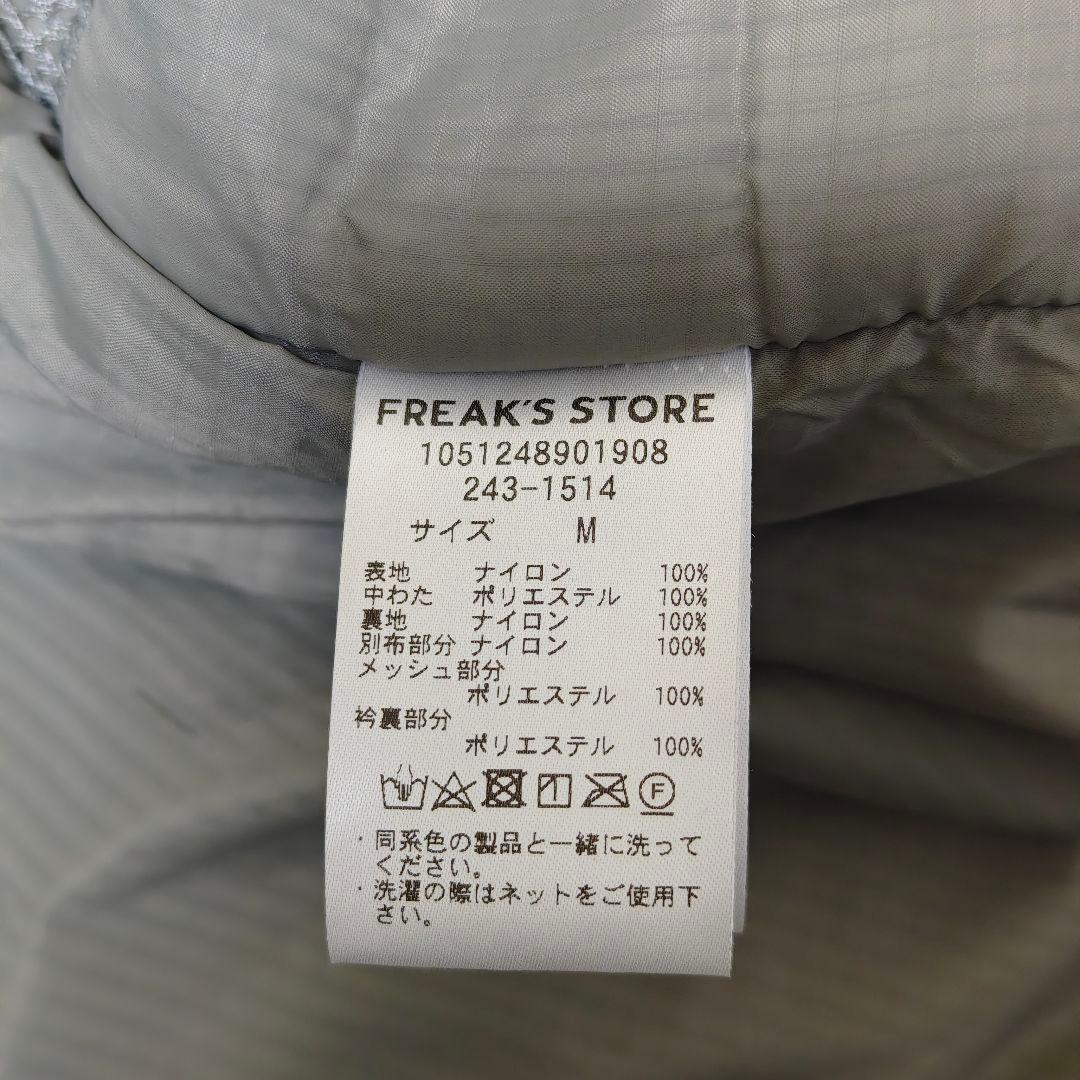 FREAK'S STORE
1051248901908
243-1514
サイズ M
表地 ナイロン 100%
中わた ポリエステル 100%
裏地 ナイロン 100%
別布部分 ナイロン 100%
メッシュ部分
ポリエステル 100%
衿裏部分
ポリエステル 100%
F
・同系色の製品と一緒に洗って
ください。
・洗濯の際はネットをご使用下
さい。